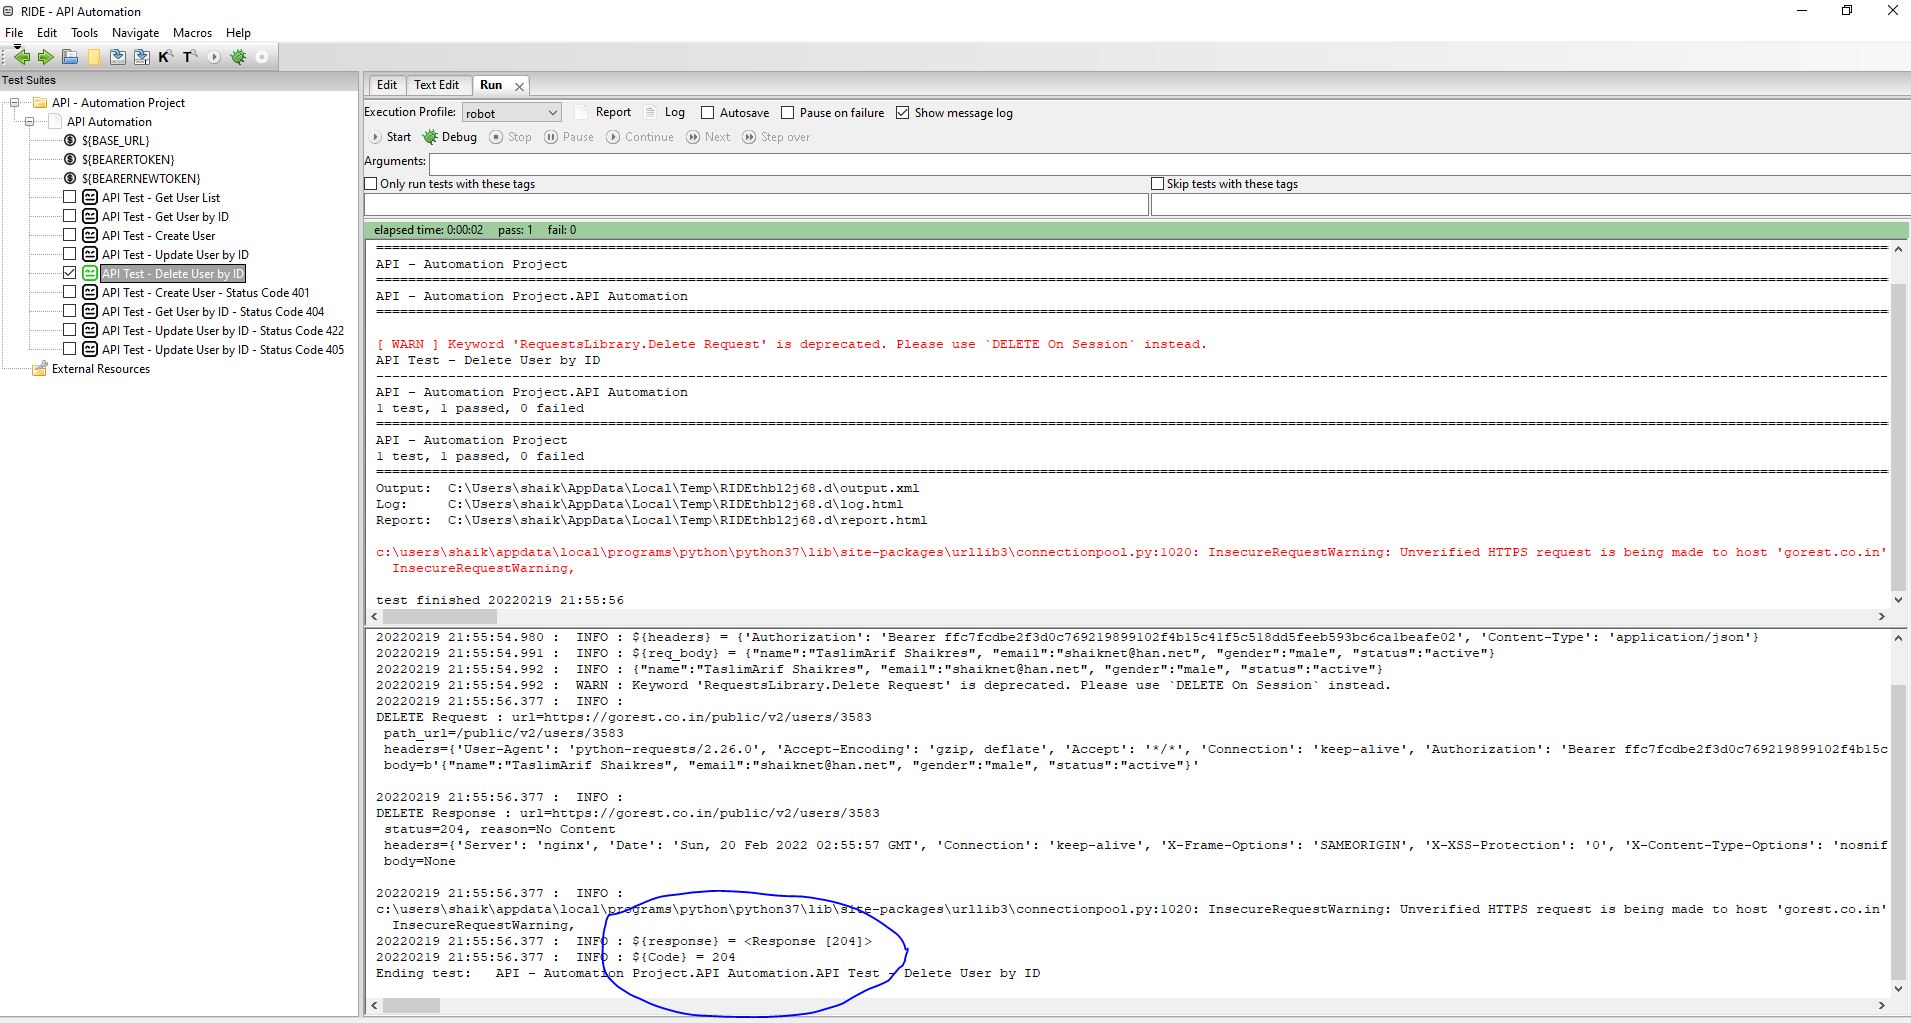 RIDE - API Automation
File Edit Tools Navigate Macros Help
Test Suites
API - Automation Project
API Automation
${BASE_URL}
${BEARERTOKEN}
${BEARERNEWTOKEN}
API Test - Get User List
API Test - Get User by ID
API Test - Create User
API Test - Update User by ID
API Test - Delete User by ID
API Test - Create User - Status Code 401
API Test - Get User by ID - Status Code 404
API Test - Update User by ID - Status Code 422
API Test - Update User by ID - Status Code 405
External Resources
Edit Text Edit Run
Execution Profile: robot Report Log Autosave Pause on failure Show message log
Start Debug Stop Pause Continue Next Step over
Arguments:
Only run tests with these tags Skip tests with these tags
elapsed time: 0:00:02 pass: 1 fail: 0
API - Automation Project
API - Automation Project.API Automation
[ WARN ] Keyword 'RequestsLibrary.Delete Request' is deprecated. Please use `DELETE On Session` instead.
API Test - Delete User by ID
API - Automation Project.API Automation
1 test, 1 passed, 0 failed
API - Automation Project
1 test, 1 passed, 0 failed
Output: C:\Users\shaik\AppData\Local\Temp\RIDEthbl2j68.d\output.xml
Log: C:\Users\shaik\AppData\Local\Temp\RIDEthbl2j68.d\log.html
Report: C:\Users\shaik\AppData\Local\Temp\RIDEthbl2j68.d\report.html
c:\users\shaik\appdata\local\programs\python\python37\lib\site-packages\urllib3\connectionpool.py:1020: InsecureRequestWarning: Unverified HTTPS request is being made to host 'gorest.co.in'
InsecureRequestWarning,
test finished 20220219 21:55:56
20220219 21:55:54.980 : INFO : ${headers} = {'Authorization': 'Bearer ffc7fcdbe2f3d0c769219899102f4b15c41f5c518dd5feeb593bc6ca1beafe02', 'Content-Type': 'application/json'}
20220219 21:55:54.991 : INFO : ${req_body} = {"name":"TaslimArif Shaikres", "email":"shaiknet@han.net", "gender":"male", "status":"active"}
20220219 21:55:54.992 : INFO : {"name":"TaslimArif Shaikres", "email":"shaiknet@han.net", "gender":"male", "status":"active"}
20220219 21:55:54.992 : WARN : Keyword 'RequestsLibrary.Delete Request' is deprecated. Please use `DELETE On Session` instead.
20220219 21:55:56.377 : INFO :
DELETE Request : url=https://gorest.co.in/public/v2/users/3583
path_url=/public/v2/users/3583
headers={'User-Agent': 'python-requests/2.26.0', 'Accept-Encoding': 'gzip, deflate', 'Accept': '*/*', 'Connection': 'keep-alive', 'Authorization': 'Bearer ffc7fcdbe2f3d0c769219899102f4b15c
body=b'{"name":"TaslimArif Shaikres", "email":"shaiknet@han.net", "gender":"male", "status":"active"}'
20220219 21:55:56.377 : INFO :
DELETE Response : url=https://gorest.co.in/public/v2/users/3583
status=204, reason=No Content
headers={'Server': 'nginx', 'Date': 'Sun, 20 Feb 2022 02:55:57 GMT', 'Connection': 'keep-alive', 'X-Frame-Options': 'SAMEORIGIN', 'X-XSS-Protection': '0', 'X-Content-Type-Options': 'nosnif
body=None
20220219 21:55:56.377 : INFO :
c:\users\shaik\appdata\local\programs\python\python37\lib\site-packages\urllib3\connectionpool.py:1020: InsecureRequestWarning: Unverified HTTPS request is being made to host 'gorest.co.in'
InsecureRequestWarning,
20220219 21:55:56.377 : INFO : ${response} = <Response [204]>
20220219 21:55:56.377 : INFO : ${Code} = 204
Ending test: API - Automation Project.API Automation.API Test - Delete User by ID